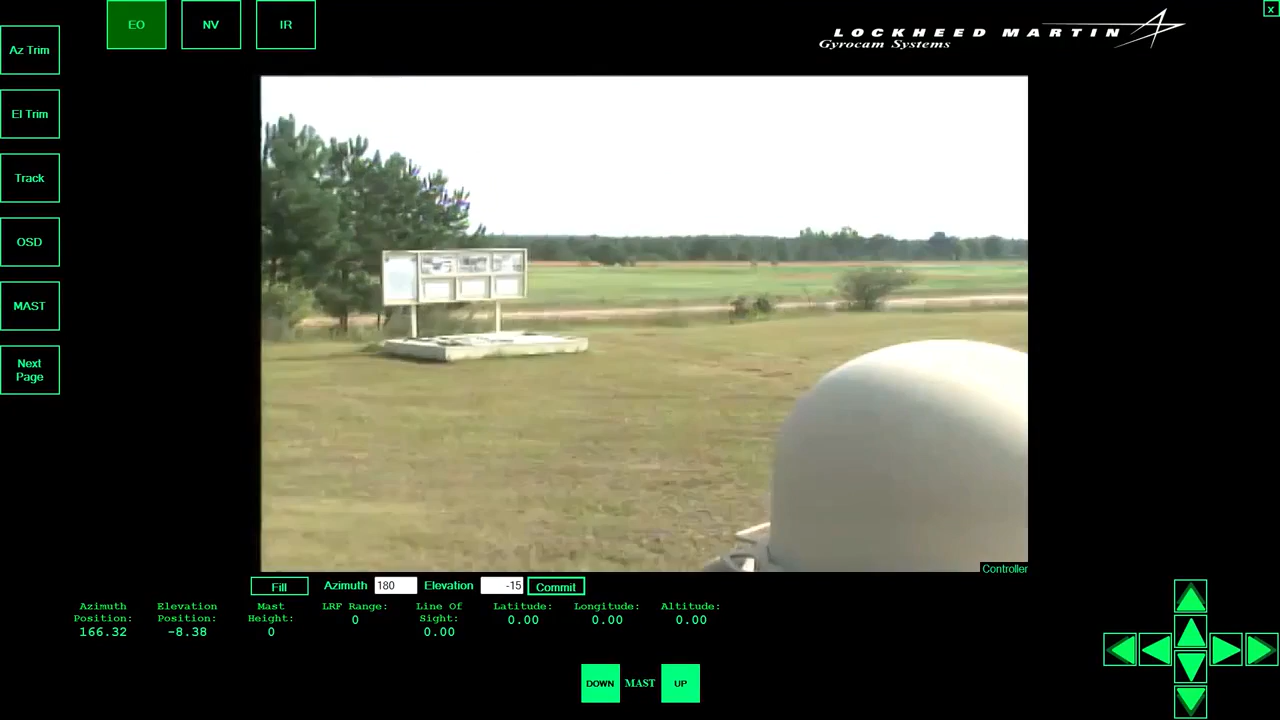 EO
NV
IR
x
LOCKHEED MARTIN
Gyrocam Systems
Az Trim
El Trim
Track
OSD
MAST
Next
Page
Controller
Fill
Azimuth 180
Elevation -15
Commit
Azimuth
Position:
166.32
Elevation
Position:
-8.38
Mast
Height:
0
LRF Range:
0
Line Of
Sight:
0.00
Latitude:
0.00
Longitude:
0.00
Altitude:
0.00
DOWN
MAST
UP